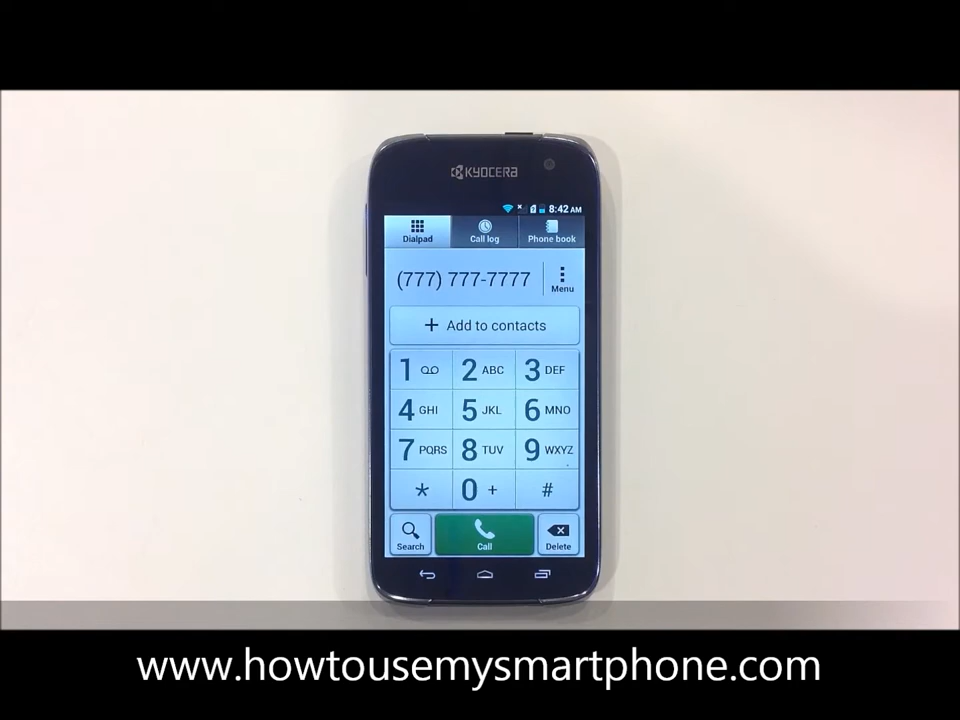 KYOCERA
8:42 AM
Dialpad
Call log
Phone book
(777) 777-7777
Menu
+ Add to contacts
1
2 ABC
3 DEF
4 GHI
5 JKL
6 MNO
7 PQRS
8 TUV
9 WXYZ
*
0 +
#
Search
Call
Delete
www.howtousemysmartphone.com